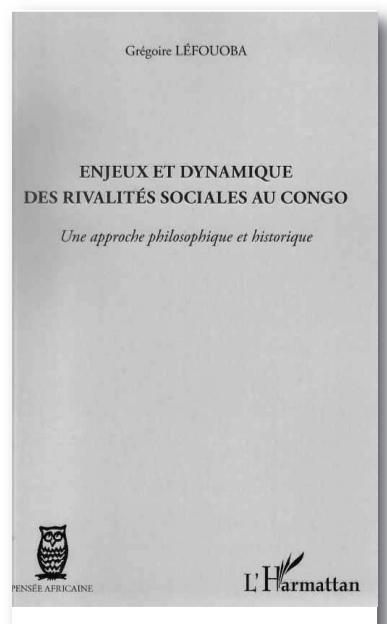 Grégoire LÉFOUOBA
ENJEUX ET DYNAMIQUE
DES RIVALITÉS SOCIALES AU CONGO
Une approche philosophique et historique
PENSÉE AFRICAINE
L'Harmattan